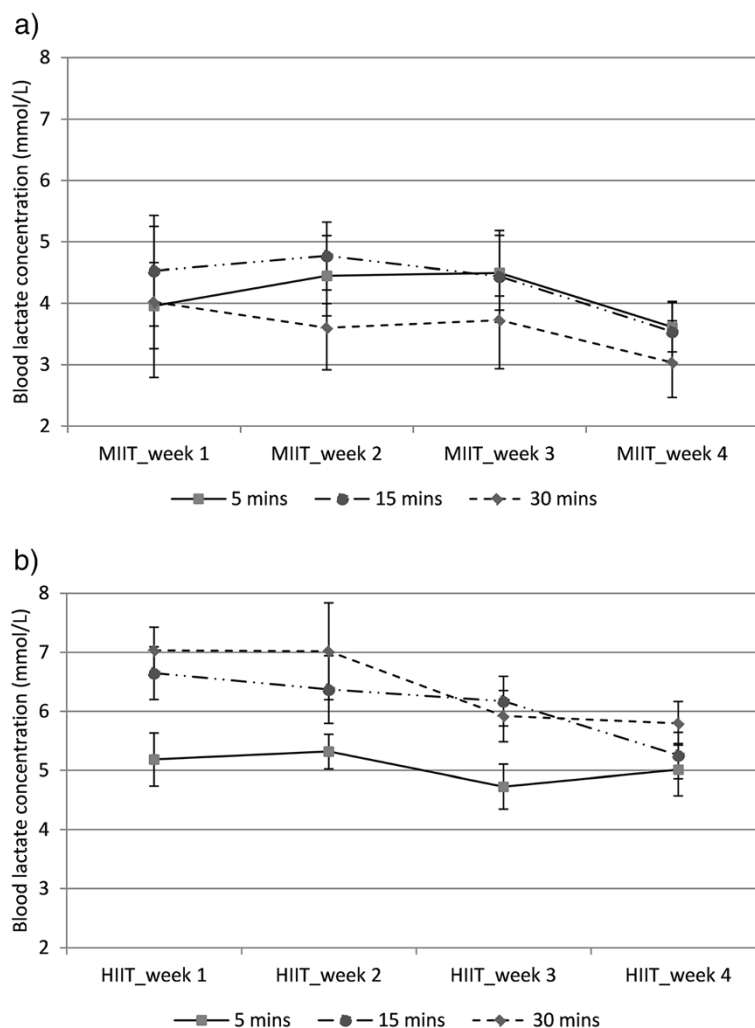 a)
Blood lactate concentration (mmol/L)
8
7
6
5
4
3
2
MIIT_week 1 MIIT_week 2 MIIT_week 3 MIIT_week 4
5 mins 15 mins 30 mins
b)
Blood lactate concentration (mmol/L)
8
7
6
5
4
3
2
HIIT_week 1 HIIT_week 2 HIIT_week 3 HIIT_week 4
5 mins 15 mins 30 mins